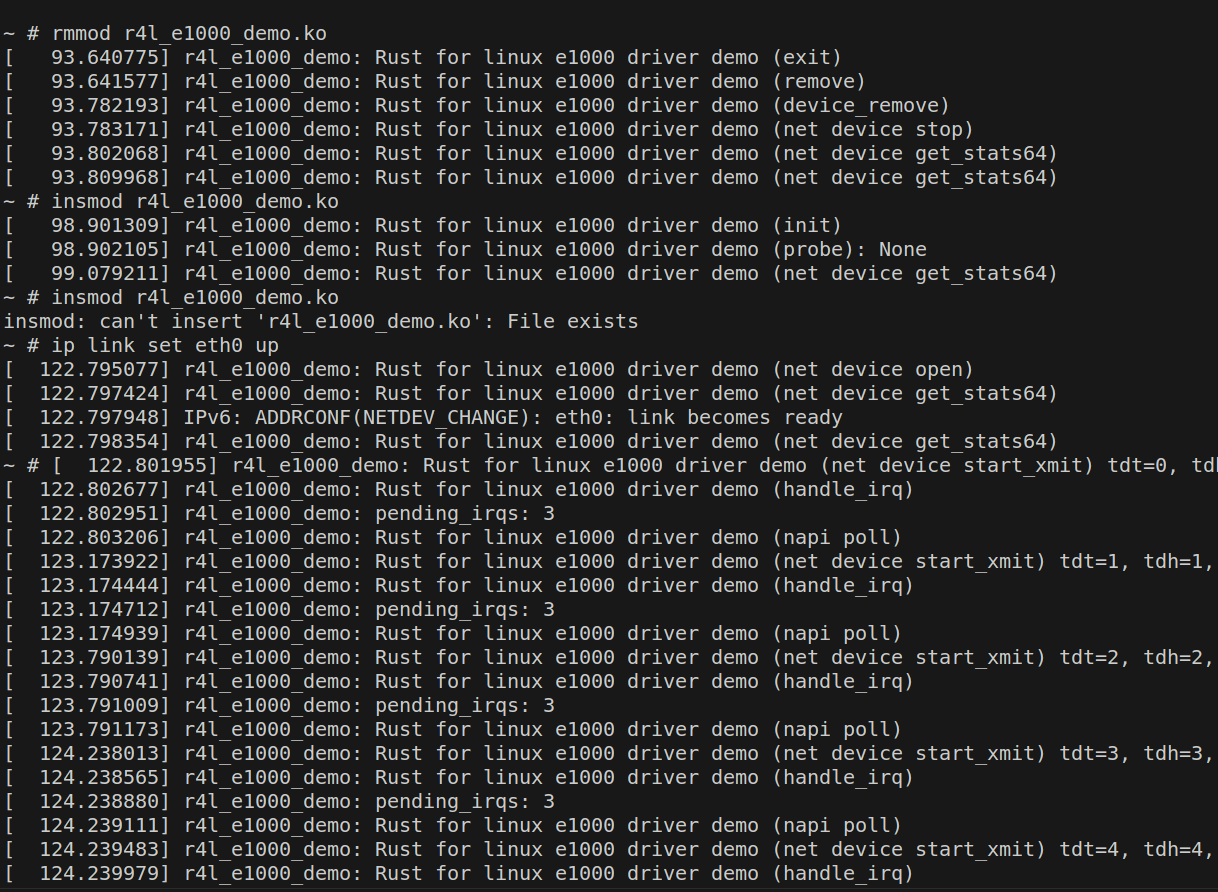 ~ # rmmod r4l_e1000_demo.ko
[   93.640775] r4l_e1000_demo: Rust for linux e1000 driver demo (exit)
[   93.641577] r4l_e1000_demo: Rust for linux e1000 driver demo (remove)
[   93.782193] r4l_e1000_demo: Rust for linux e1000 driver demo (device_remove)
[   93.783171] r4l_e1000_demo: Rust for linux e1000 driver demo (net device stop)
[   93.802068] r4l_e1000_demo: Rust for linux e1000 driver demo (net device get_stats64)
[   93.809968] r4l_e1000_demo: Rust for linux e1000 driver demo (net device get_stats64)
~ # insmod r4l_e1000_demo.ko
[   98.901309] r4l_e1000_demo: Rust for linux e1000 driver demo (init)
[   98.902105] r4l_e1000_demo: Rust for linux e1000 driver demo (probe): None
[   99.079211] r4l_e1000_demo: Rust for linux e1000 driver demo (net device get_stats64)
~ # insmod r4l_e1000_demo.ko
insmod: can't insert 'r4l_e1000_demo.ko': File exists
~ # ip link set eth0 up
[  122.795077] r4l_e1000_demo: Rust for linux e1000 driver demo (net device open)
[  122.797424] r4l_e1000_demo: Rust for linux e1000 driver demo (net device get_stats64)
[  122.797948] IPv6: ADDRCONF(NETDEV_CHANGE): eth0: link becomes ready
[  122.798354] r4l_e1000_demo: Rust for linux e1000 driver demo (net device get_stats64)
~ # [  122.801955] r4l_e1000_demo: Rust for linux e1000 driver demo (net device start_xmit) tdt=0,
[  122.802677] r4l_e1000_demo: Rust for linux e1000 driver demo (handle_irq)
[  122.802951] r4l_e1000_demo: pending_irqs: 3
[  122.803206] r4l_e1000_demo: Rust for linux e1000 driver demo (napi poll)
[  123.173922] r4l_e1000_demo: Rust for linux e1000 driver demo (net device start_xmit) tdt=1, tdh=1,
[  123.174444] r4l_e1000_demo: Rust for linux e1000 driver demo (handle_irq)
[  123.174712] r4l_e1000_demo: pending_irqs: 3
[  123.174939] r4l_e1000_demo: Rust for linux e1000 driver demo (napi poll)
[  123.790139] r4l_e1000_demo: Rust for linux e1000 driver demo (net device start_xmit) tdt=2, tdh=2,
[  123.790741] r4l_e1000_demo: Rust for linux e1000 driver demo (handle_irq)
[  123.791009] r4l_e1000_demo: pending_irqs: 3
[  123.791173] r4l_e1000_demo: Rust for linux e1000 driver demo (napi poll)
[  124.238013] r4l_e1000_demo: Rust for linux e1000 driver demo (net device start_xmit) tdt=3, tdh=3,
[  124.238565] r4l_e1000_demo: Rust for linux e1000 driver demo (handle_irq)
[  124.238880] r4l_e1000_demo: pending_irqs: 3
[  124.239111] r4l_e1000_demo: Rust for linux e1000 driver demo (napi poll)
[  124.239483] r4l_e1000_demo: Rust for linux e1000 driver demo (net device start_xmit) tdt=4, tdh=4,
[  124.239979] r4l_e1000_demo: Rust for linux e1000 driver demo (handle_irq)